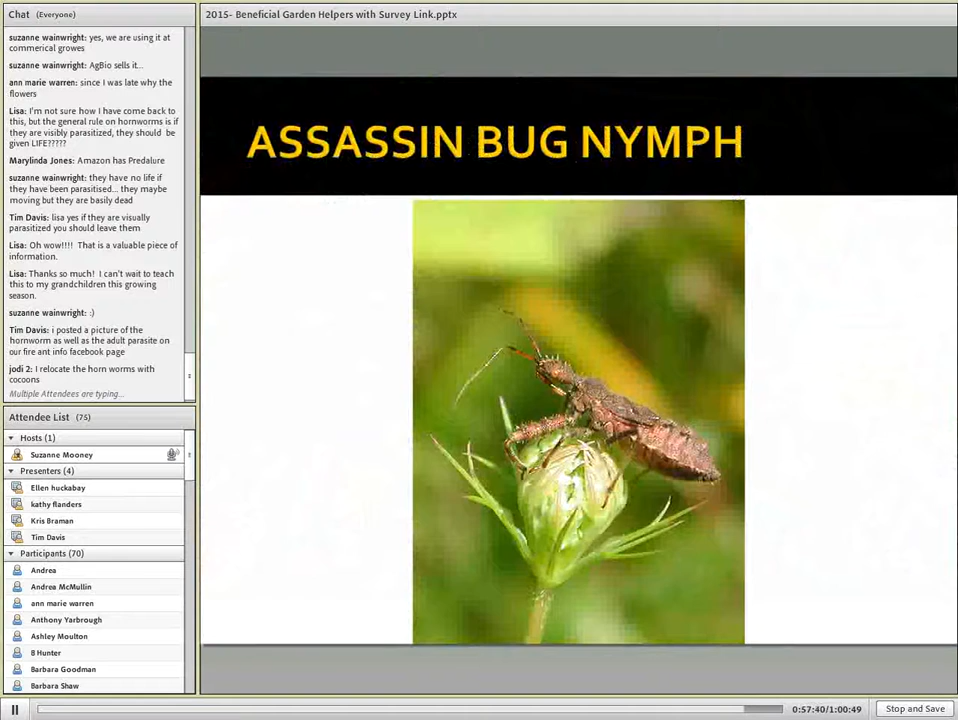 Chat (Everyone)
suzanne wainwright: yes, we are using it at
commerical growes
suzanne wainwright: AgBio sells it...
ann marie warren: since I was late why the
flowers
Lisa: I'm not sure how I have come back to
this, but the general rule on hornworms is if
they are visibly parasitized, they should be
given LIFE?????
Marylinda Jones: Amazon has Predalure
suzanne wainwright: they have no life if
they have been parasitised... they maybe
moving but they are basily dead
Tim Davis: lisa yes if they are visually
parasitized you should leave them
Lisa: Oh wow!!!! That is a valuable piece of
information.
Lisa: Thanks so much! I can't wait to teach
this to my grandchildren this growing
season.
suzanne wainwright: :)
Tim Davis: i posted a picture of the
hornworm as well as the adult parasite on
our fire ant info facebook page
jodi 2: I relocate the horn worms with
cocoons
Multiple Attendees are typing...
Attendee List (75)
Hosts (1)
Suzanne Mooney
Presenters (4)
Ellen huckabay
kathy flanders
Kris Braman
Tim Davis
Participants (70)
Andrea
Andrea McMullin
ann marie warren
Anthony Yarbrough
Ashley Moulton
B Hunter
Barbara Goodman
Barbara Shaw
2015- Beneficial Garden Helpers with Survey Link.pptx
ASSASSIN BUG NYMPH
0:57:40/1:00:49
Stop and Save